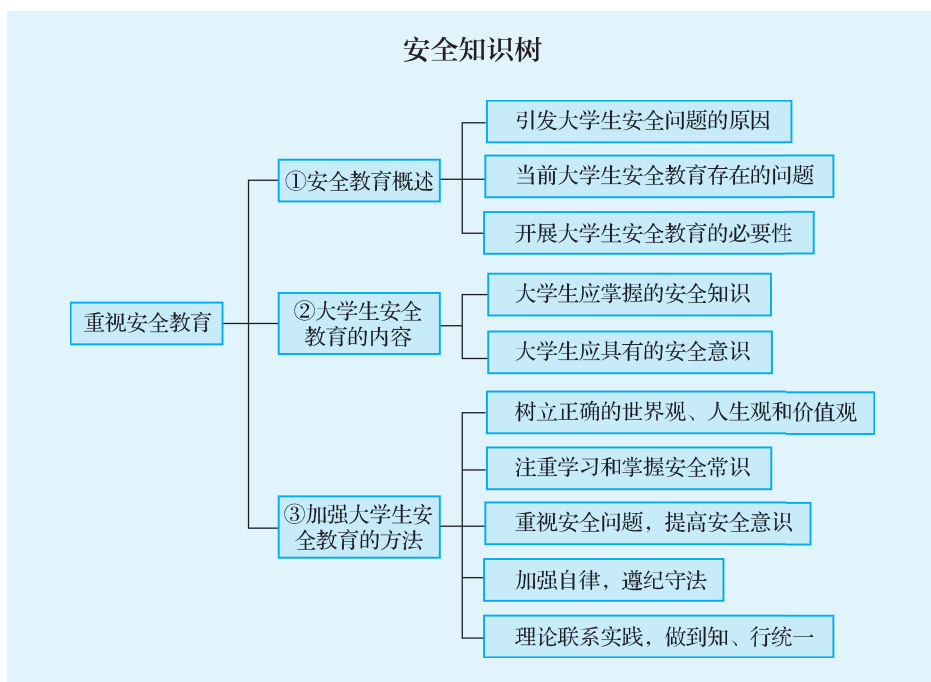 安全知识树
重视安全教育
①安全教育概述
引发大学生安全问题的原因
当前大学生安全教育存在的问题
开展大学生安全教育的必要性
②大学生安全
教育的内容
大学生应掌握的安全知识
大学生应具有的安全意识
③加强大学生安
全教育的方法
树立正确的世界观、人生观和价值观
注重学习和掌握安全常识
重视安全问题，提高安全意识
加强自律，遵纪守法
理论联系实践，做到知、行统一